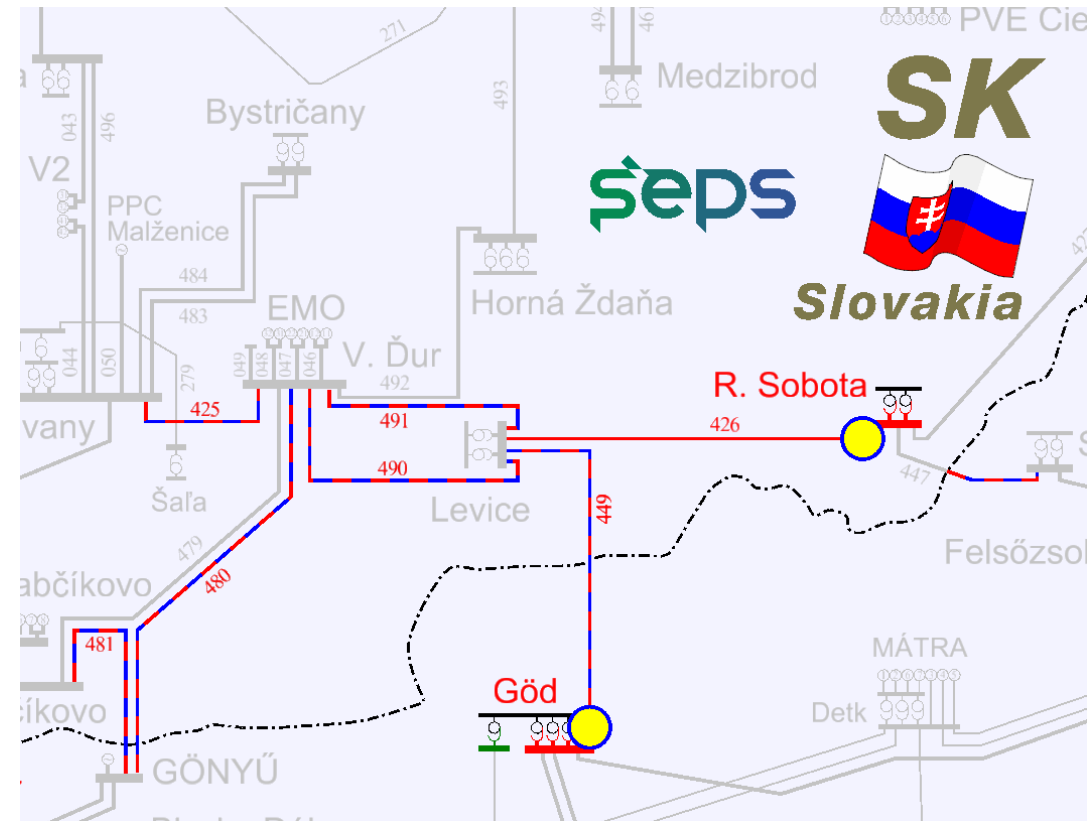 494
461
PVE Cie
271
Medzibrod
SK
Bystričany
043
496
493
V2
seps
PPC
Malženice
484
483
EMO
Horná Ždaňa
Slovakia
044
050
279
049
048
047
046
V. Ďur
492
R. Sobota
425
491
426
vany
490
447
Šaľa
Levice
449
479
480
Felsőzsol
abčíkovo
481
MÁTRA
Göd
Detk
číkovo
GÖNYŰ